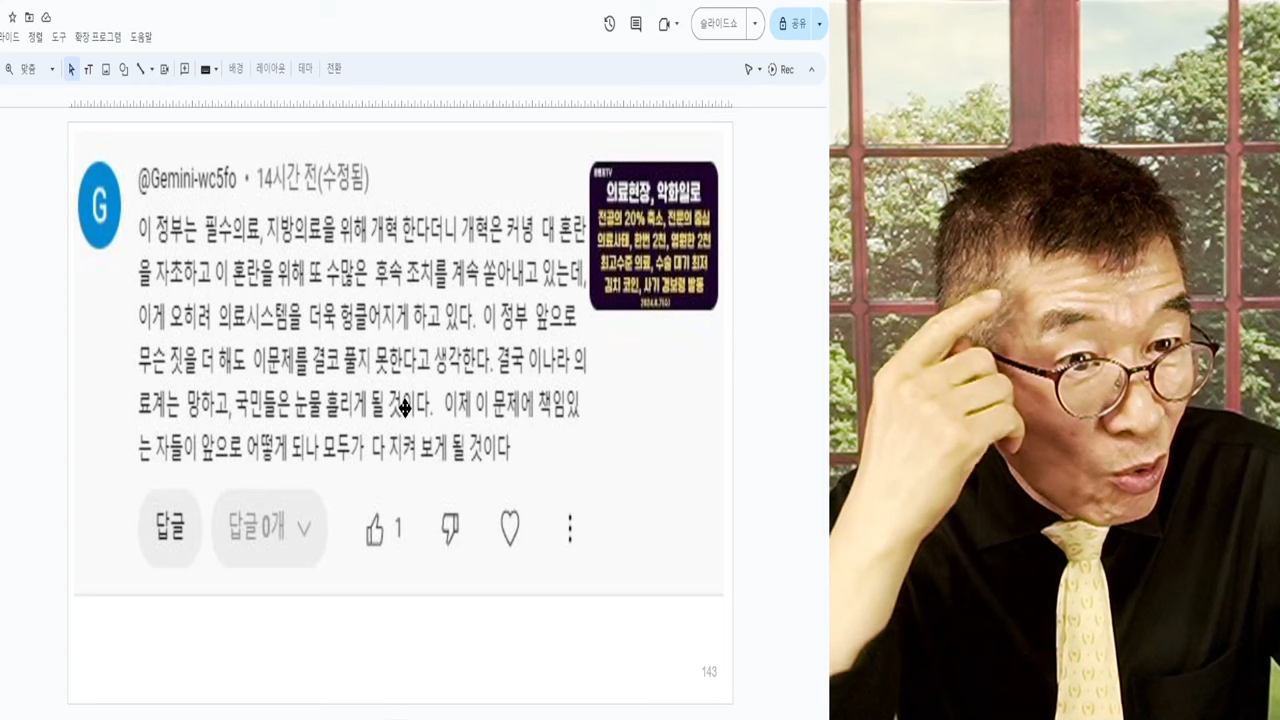 라이드 정렬 도구 확장 프로그램 도움말
슬라이드쇼
공유
맞춤
배경 레이아웃 테마 전환
Rec
G
@Gemini-wc5fo • 14시간 전(수정됨)
이 정부는 필수의료, 지방의료을 위해 개혁 한다더니 개혁은 커녕 대 혼란
을 자초하고 이 혼란을 위해 또 수많은 후속 조치를 계속 쏟아내고 있는데,
이게 오히려 의료시스템을 더욱 헝클어지게 하고 있다. 이 정부 앞으로
무슨 짓을 더 해도 이문제를 결코 풀지 못한다고 생각한다. 결국 이나라 의
료계는 망하고, 국민들은 눈물 흘리게 될 것이다. 이제 이 문제에 책임있
는 자들이 앞으로 어떻게 되나 모두가 다 지켜 보게 될 것이다
의료현장, 악화일로
전공의 20% 축소, 전문의 중심
의료사태, 한번 2천, 영원한 2천
최고수준 의료, 수술 대기 최저
김치 코인, 사기 경보령 발동
2024.8.7(수)
답글
답글 0개
1
143